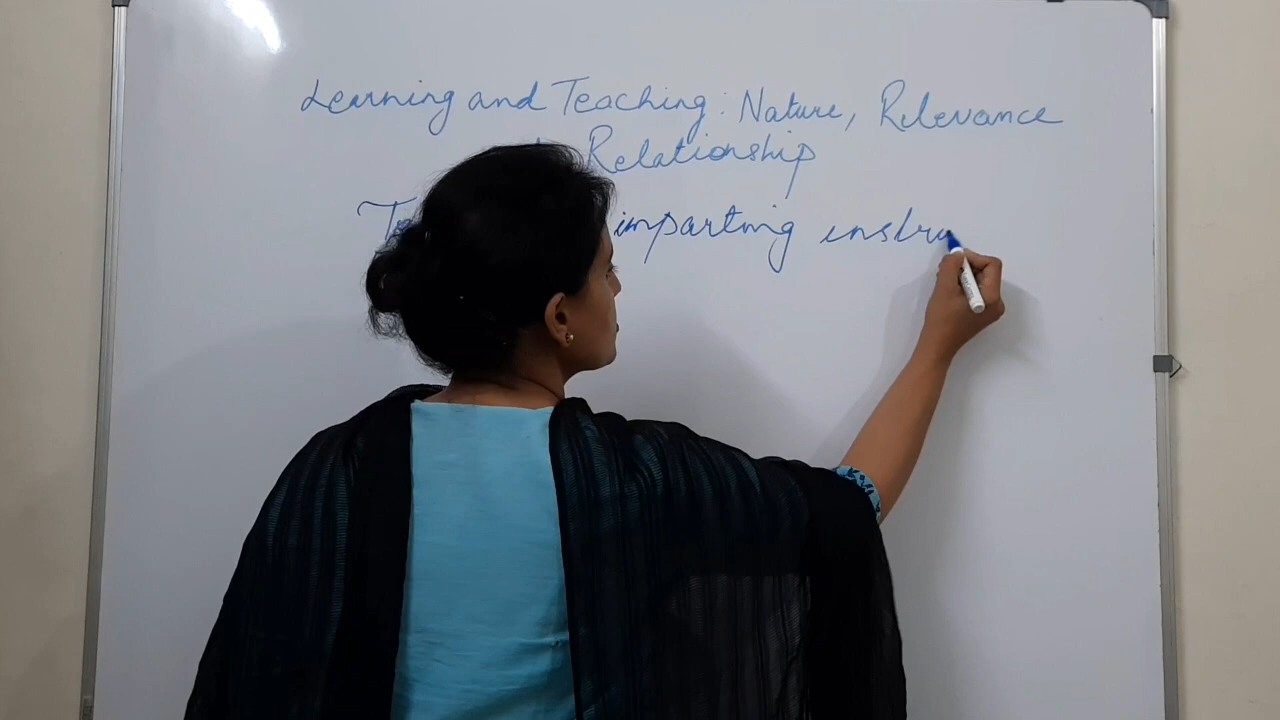 Learning and Teaching: Nature, Relevance
Relationship
imparting instru